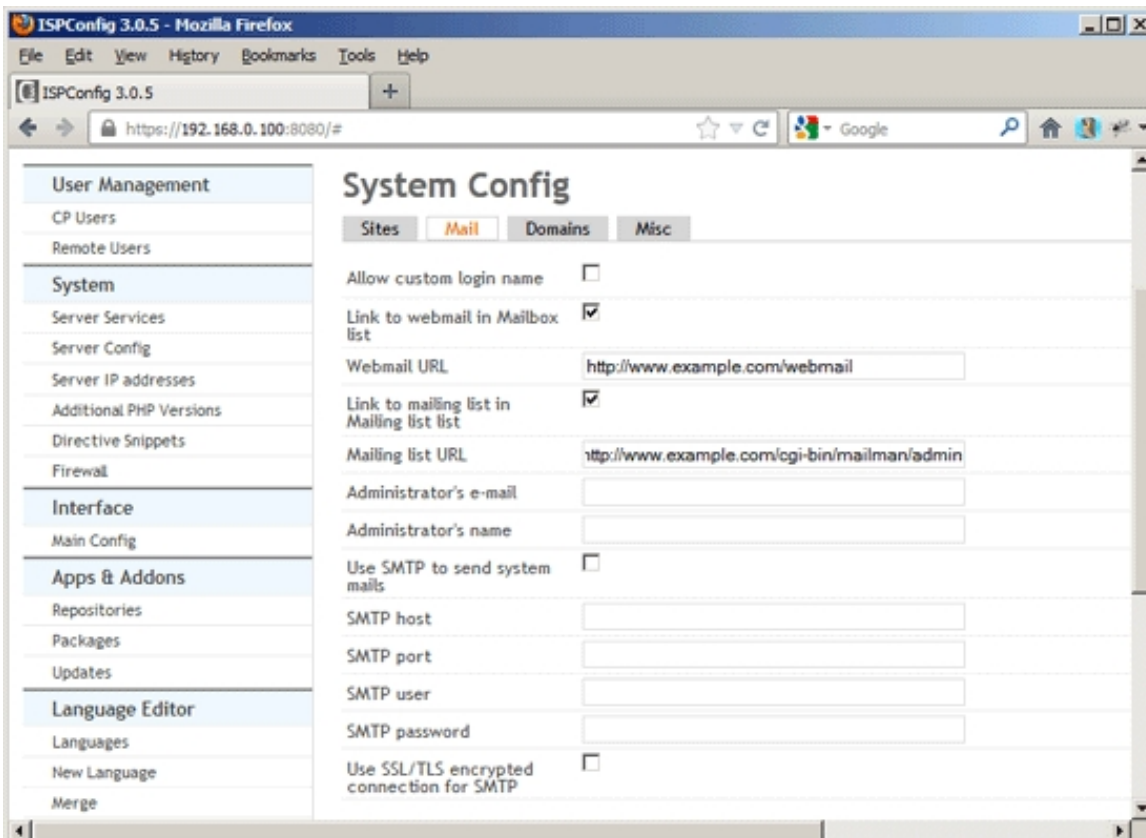 ISPConfig 3.0.5 - Mozilla Firefox
File Edit View History Bookmarks Tools Help
ISPConfig 3.0.5
https://192.168.0.100:8080/#
Google
User Management
CP Users
Remote Users
System
Server Services
Server Config
Server IP addresses
Additional PHP Versions
Directive Snippets
Firewall
Interface
Main Config
Apps & Addons
Repositories
Packages
Updates
Language Editor
Languages
New Language
Merge
System Config
Sites Mail Domains Misc
Allow custom login name
Link to webmail in Mailbox
list
Webmail URL http://www.example.com/webmail
Link to mailing list in
Mailing list list
Mailing list URL http://www.example.com/cgi-bin/mailman/admin
Administrator's e-mail
Administrator's name
Use SMTP to send system
mails
SMTP host
SMTP port
SMTP user
SMTP password
Use SSL/TLS encrypted
connection for SMTP